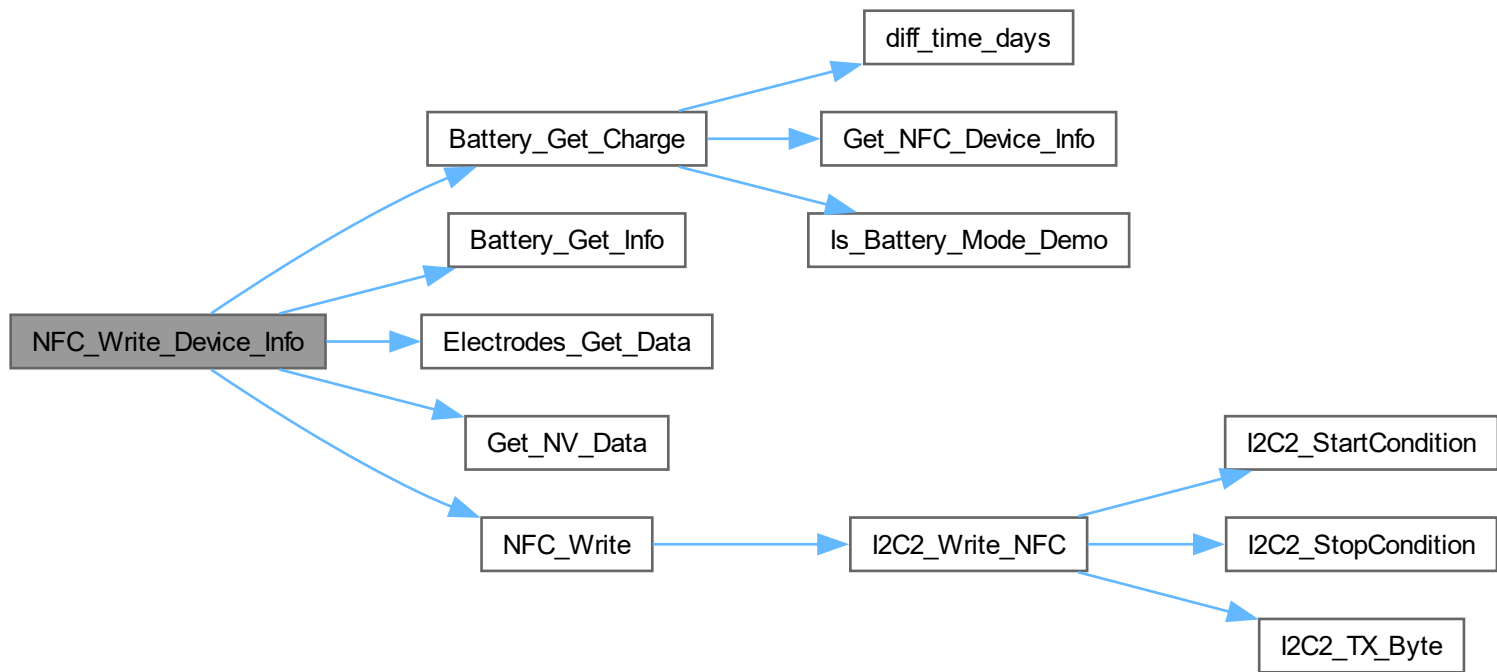 diff_time_days
Battery_Get_Charge
Get_NFC_Device_Info
Is_Battery_Mode_Demo
Battery_Get_Info
NFC_Write_Device_Info
Electrodes_Get_Data
Get_NV_Data
I2C2_StartCondition
NFC_Write
I2C2_Write_NFC
I2C2_StopCondition
I2C2_TX_Byte